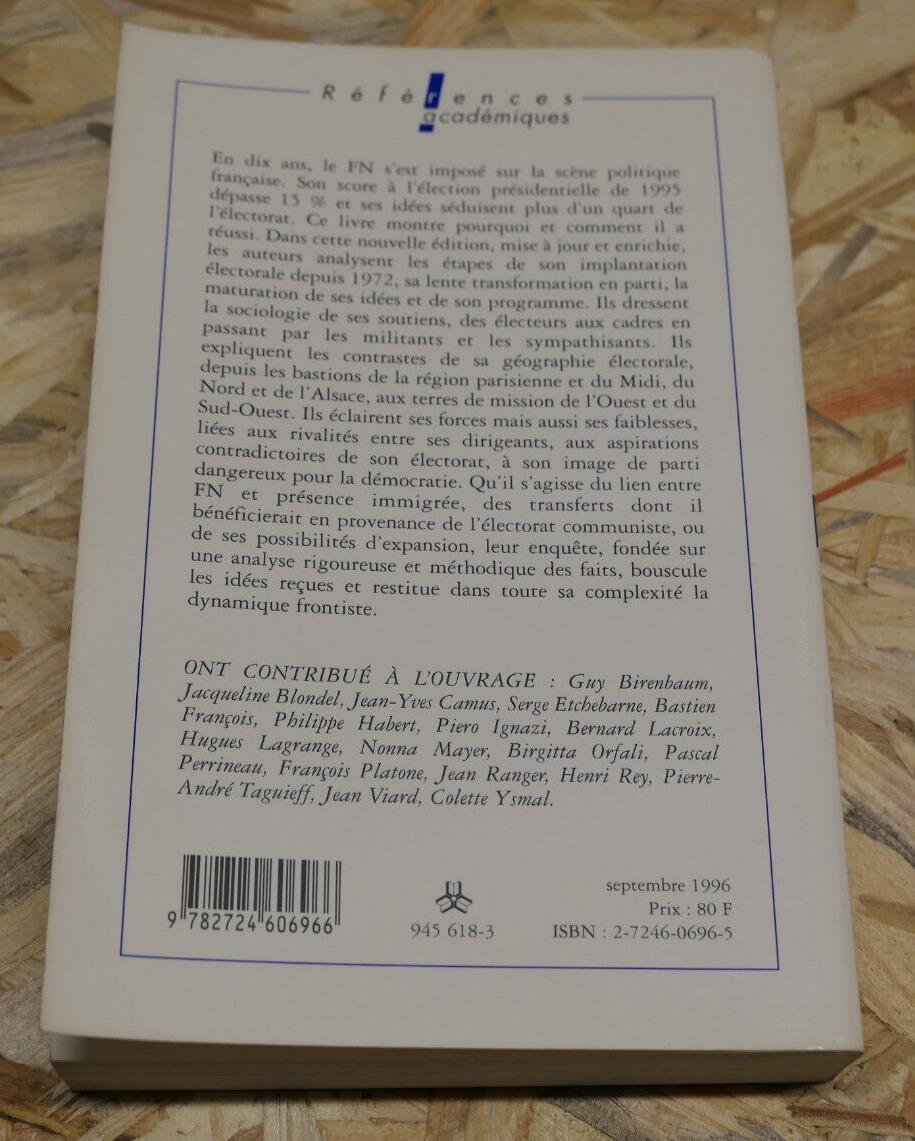 Références
académiques
En dix ans, le FN s'est imposé sur la scène politique
française. Son score à l'élection présidentielle de 1995
dépasse 15 % et ses idées séduisent plus d'un quart de
l'électorat. Ce livre montre pourquoi et comment il a
réussi. Dans cette nouvelle édition, mise à jour et enrichie,
les auteurs analysent les étapes de son implantation
électorale depuis 1972, sa lente transformation en parti, la
maturation de ses idées et de son programme. Ils dressent
la sociologie de ses soutiens, des électeurs aux cadres en
passant par les militants et les sympathisants. Ils
expliquent les contrastes de sa géographie électorale,
depuis les bastions de la région parisienne et du Midi, du
Nord et de l'Alsace, aux terres de mission de l'Ouest et du
Sud-Ouest. Ils éclairent ses forces mais aussi ses faiblesses,
liées aux rivalités entre ses dirigeants, aux aspirations
contradictoires de son électorat, à son image de parti
dangereux pour la démocratie. Qu'il s'agisse du lien entre
FN et présence immigrée, des transferts dont il
bénéficierait en provenance de l'électorat communiste, ou
de ses possibilités d'expansion, leur enquête, fondée sur
une analyse rigoureuse et méthodique des faits, bouscule
les idées reçues et restitue dans toute sa complexité la
dynamique frontiste.
ONT CONTRIBUÉ À L'OUVRAGE : Guy Birenbaum,
Jacqueline Blondel, Jean-Yves Camus, Serge Etchebarne, Bastien
François, Philippe Habert, Piero Ignazi, Bernard Lacroix,
Hugues Lagrange, Nonna Mayer, Birgitta Orfali, Pascal
Perrineau, François Platone, Jean Ranger, Henri Rey, Pierre-
André Taguieff, Jean Viard, Colette Ysmal.
9 782724 606966
945 618-3
septembre 1996
Prix : 80 F
ISBN : 2-7246-0696-5